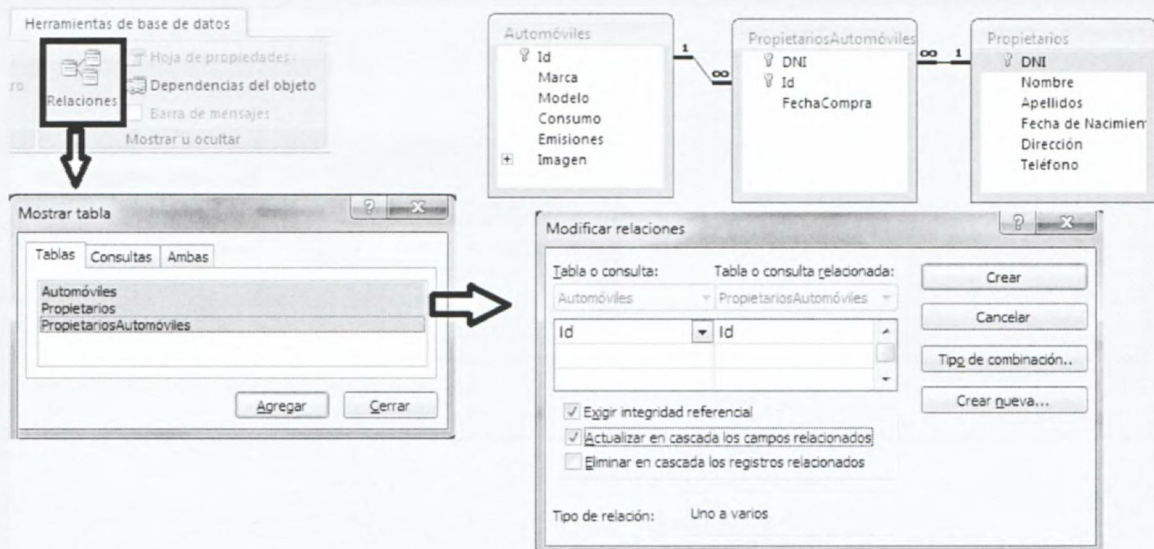 Herramientas de base de datos
ro
Relaciones
Hoja de propiedades
Dependencias del objeto
Barra de mensajes
Mostrar u ocultar
Automóviles
Id
Marca
Modelo
Consumo
Emisiones
Imagen
1
∞
PropietariosAutomóviles
DNI
Id
FechaCompra
∞
1
Propietarios
DNI
Nombre
Apellidos
Fecha de Nacimien
Dirección
Teléfono
Mostrar tabla
Tablas Consultas Ambas
Automóviles
Propietarios
PropietariosAutomóviles
Agregar Cerrar
Modificar relaciones
Tabla o consulta: Tabla o consulta relacionada:
Automóviles PropietariosAutomóviles
Id Id
Exigir integridad referencial
Actualizar en cascada los campos relacionados
Eliminar en cascada los registros relacionados
Tipo de relación: Uno a varios
Crear
Cancelar
Tipo de combinación..
Crear nueva...